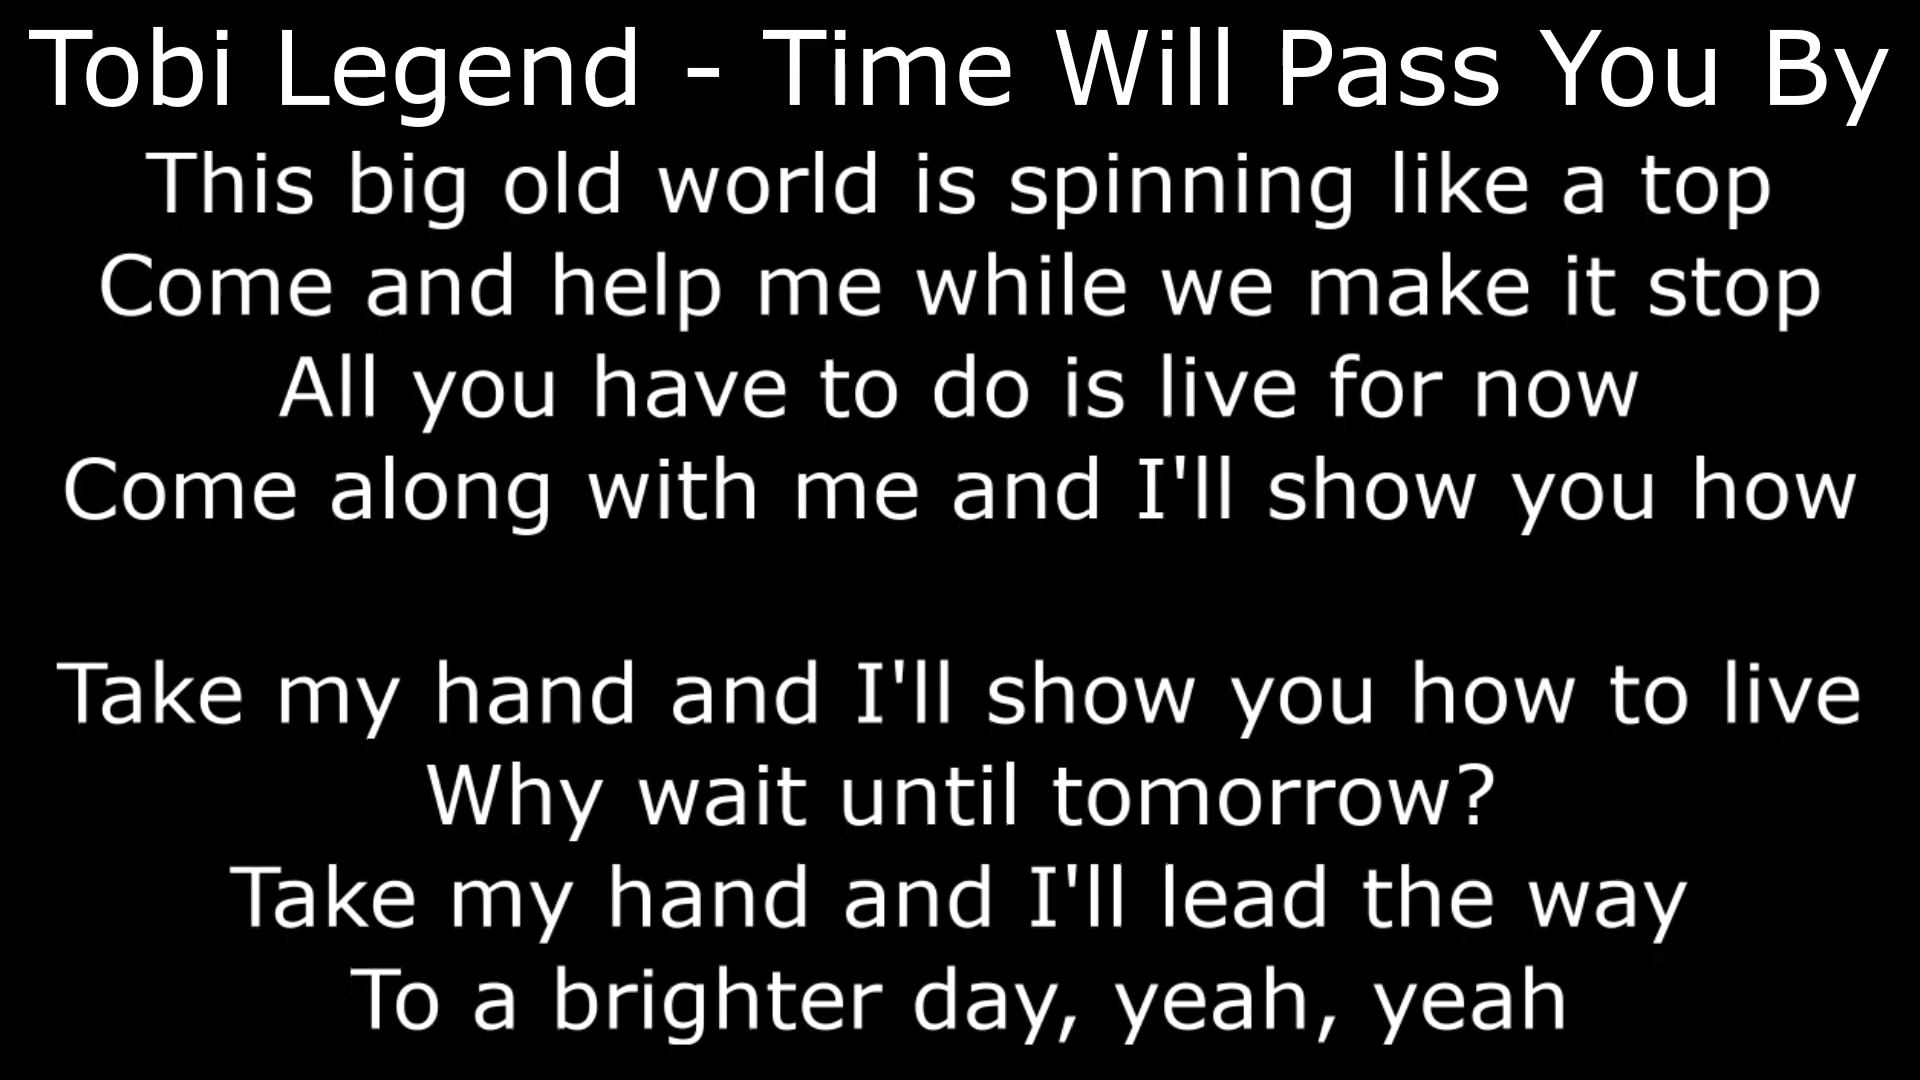 Tobi Legend - Time Will Pass You By
This big old world is spinning like a top
Come and help me while we make it stop
All you have to do is live for now
Come along with me and I'll show you how
Take my hand and I'll show you how to live
Why wait until tomorrow?
Take my hand and I'll lead the way
To a brighter day, yeah, yeah